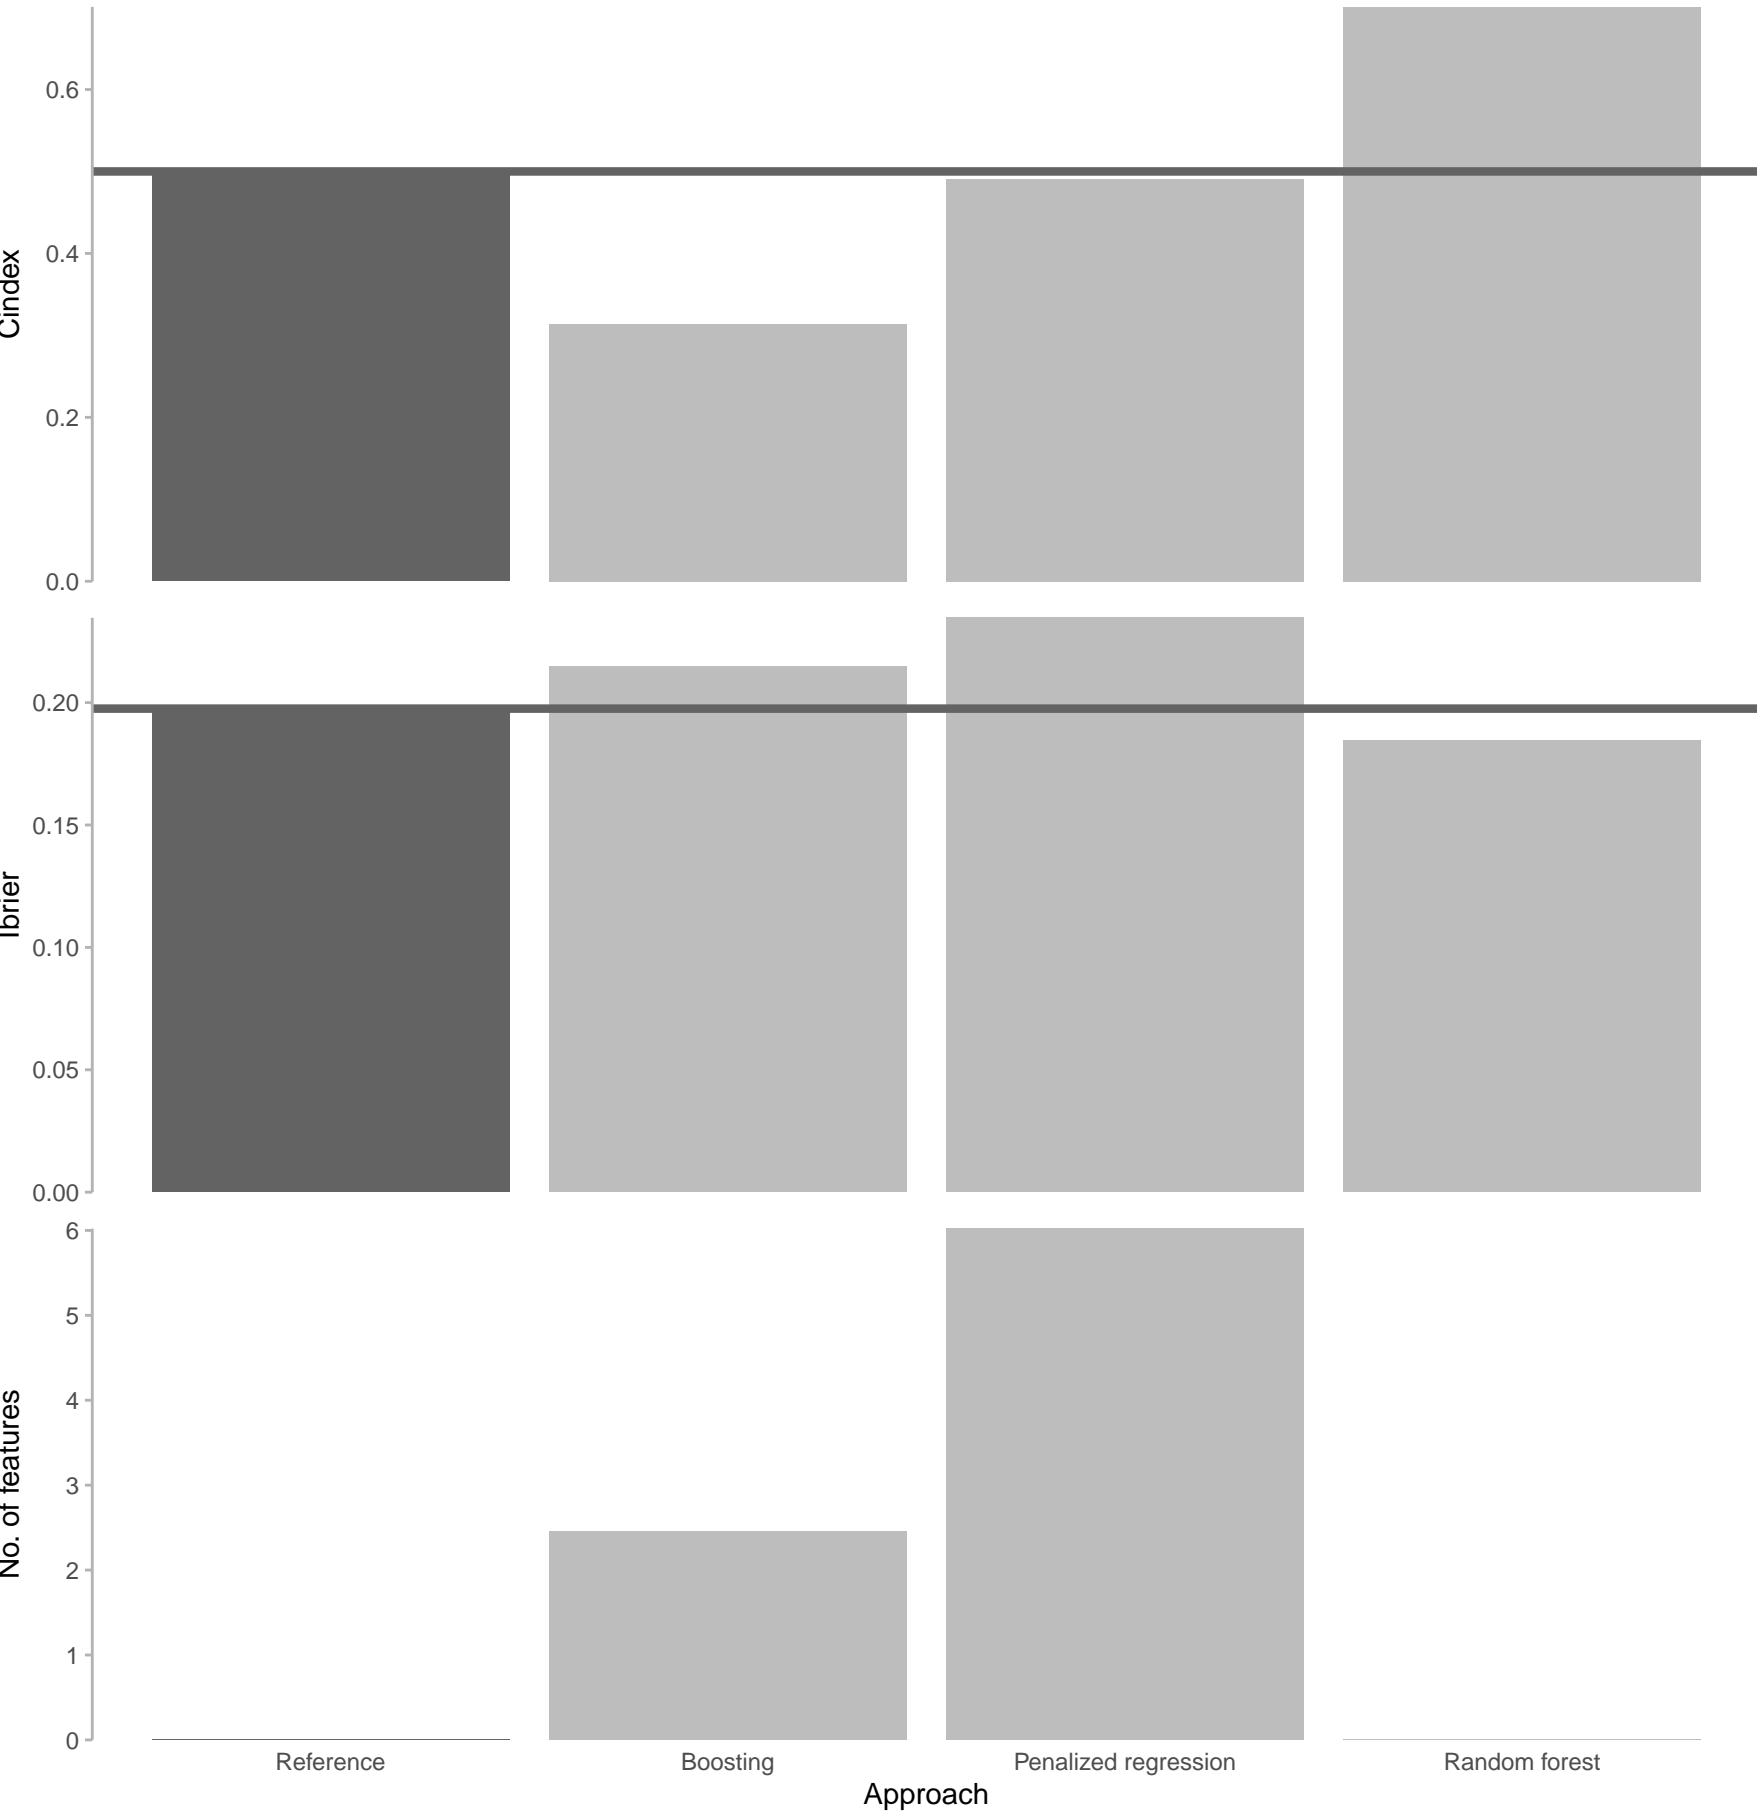 Cindex
0.6
0.4
0.2
0.0
Ibrier
0.20
0.15
0.10
0.05
0.00
No. of features
6
5
4
3
2
1
0
Reference
Boosting
Penalized regression
Random forest
Approach